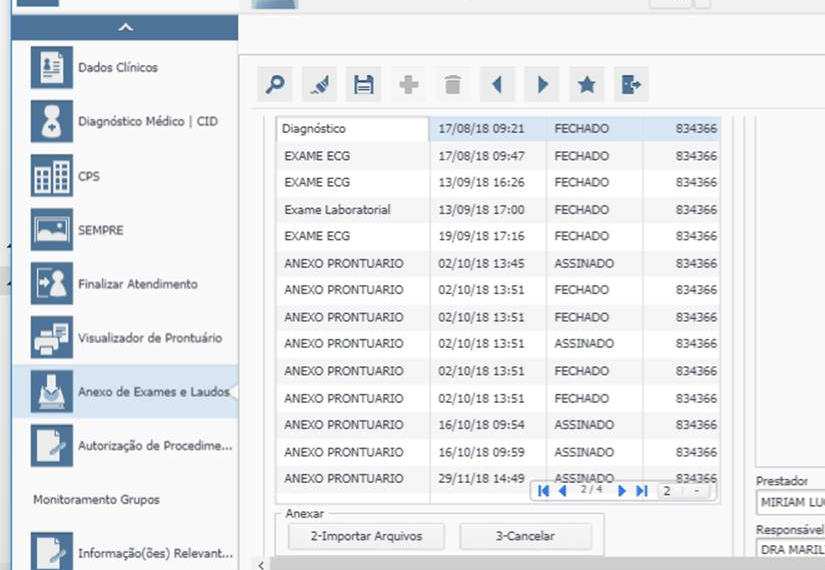 Dados Clínicos
Diagnóstico Médico | CID
CPS
SEMPRE
Finalizar Atendimento
Visualizador de Prontuário
Anexo de Exames e Laudos
Autorização de Procedime...
Monitoramento Grupos
Informação(ões) Relevant...
Diagnóstico 17/08/18 09:21 FECHADO 834366
EXAME ECG 17/08/18 09:47 FECHADO 834366
EXAME ECG 13/09/18 16:26 FECHADO 834366
Exame Laboratorial 13/09/18 17:00 FECHADO 834366
EXAME ECG 19/09/18 17:16 FECHADO 834366
ANEXO PRONTUARIO 02/10/18 13:45 ASSINADO 834366
ANEXO PRONTUARIO 02/10/18 13:51 FECHADO 834366
ANEXO PRONTUARIO 02/10/18 13:51 FECHADO 834366
ANEXO PRONTUARIO 02/10/18 13:51 ASSINADO 834366
ANEXO PRONTUARIO 02/10/18 13:51 FECHADO 834366
ANEXO PRONTUARIO 02/10/18 13:51 FECHADO 834366
ANEXO PRONTUARIO 16/10/18 09:54 ASSINADO 834366
ANEXO PRONTUARIO 16/10/18 09:59 ASSINADO 834366
ANEXO PRONTUARIO 29/11/18 14:49 ASSINADO 834366
2 / 4 2 -
Anexar
2-Importar Arquivos 3-Cancelar
Prestador
MIRIAM LU
Responsável
DRA MARIL